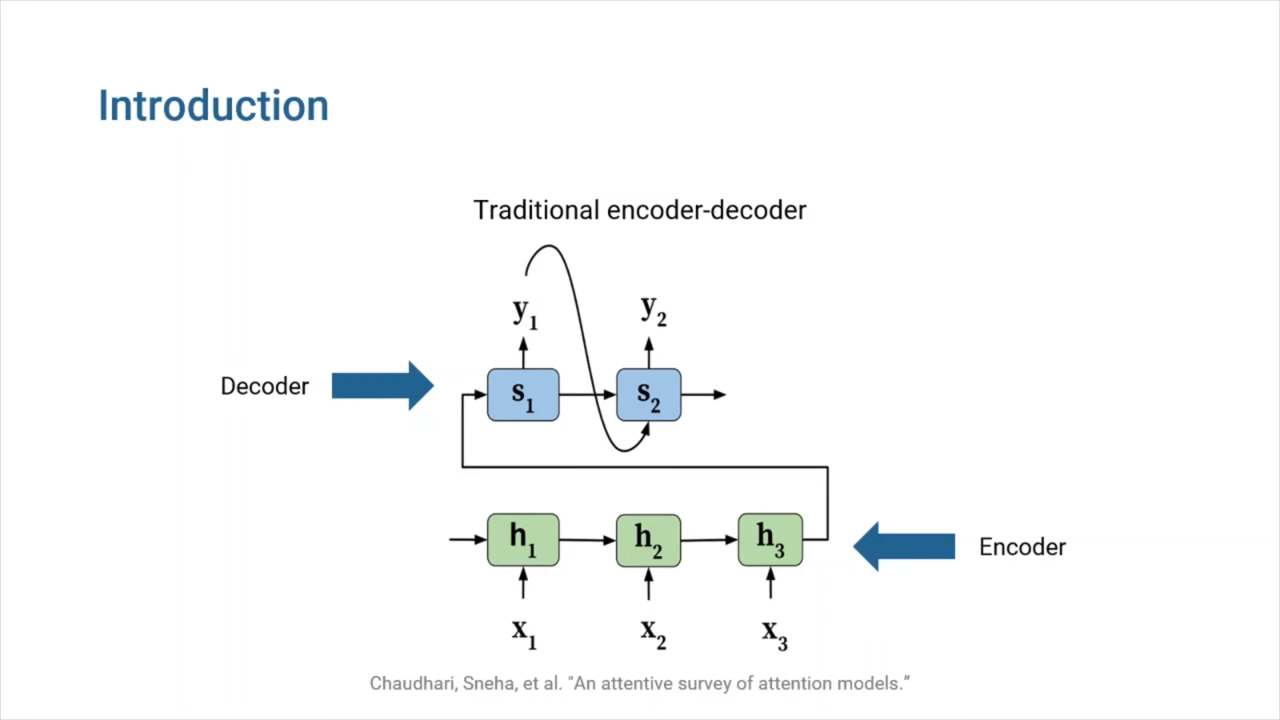 Introduction
Traditional encoder-decoder
y1 y2
Decoder
s1 s2
h1 h2 h3
Encoder
x1 x2 x3
Chaudhari, Sneha, et al. "An attentive survey of attention models.”